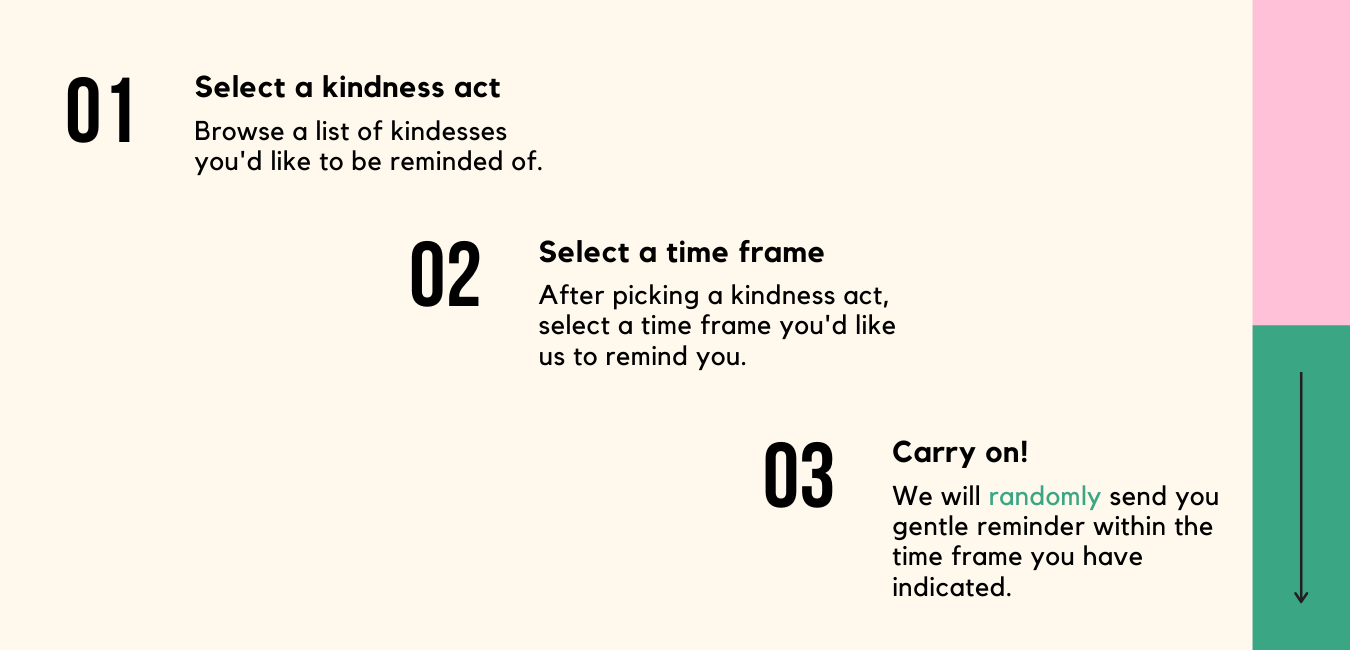 01
Select a kindness act
Browse a list of kindesses
you'd like to be reminded of.
02
Select a time frame
After picking a kindness act,
select a time frame you'd like
us to remind you.
03
Carry on!
We will randomly send you
gentle reminder within the
time frame you have
indicated.